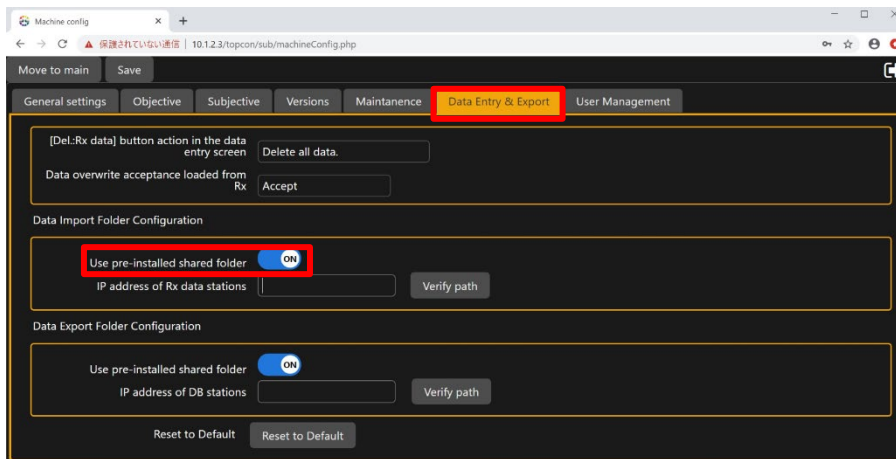 Machine config
保護されていない通信 | 10.1.2.3/topcon/sub/machineConfig.php
Move to main Save
General settings Objective Subjective Versions Maintanence Data Entry & Export User Management
[Del.:Rx data] button action in the data
entry screen Delete all data.
Data overwrite acceptance loaded from
Rx Accept
Data Import Folder Configuration
Use pre-installed shared folder ON
IP address of Rx data stations Verify path
Data Export Folder Configuration
Use pre-installed shared folder ON
IP address of DB stations Verify path
Reset to Default Reset to Default